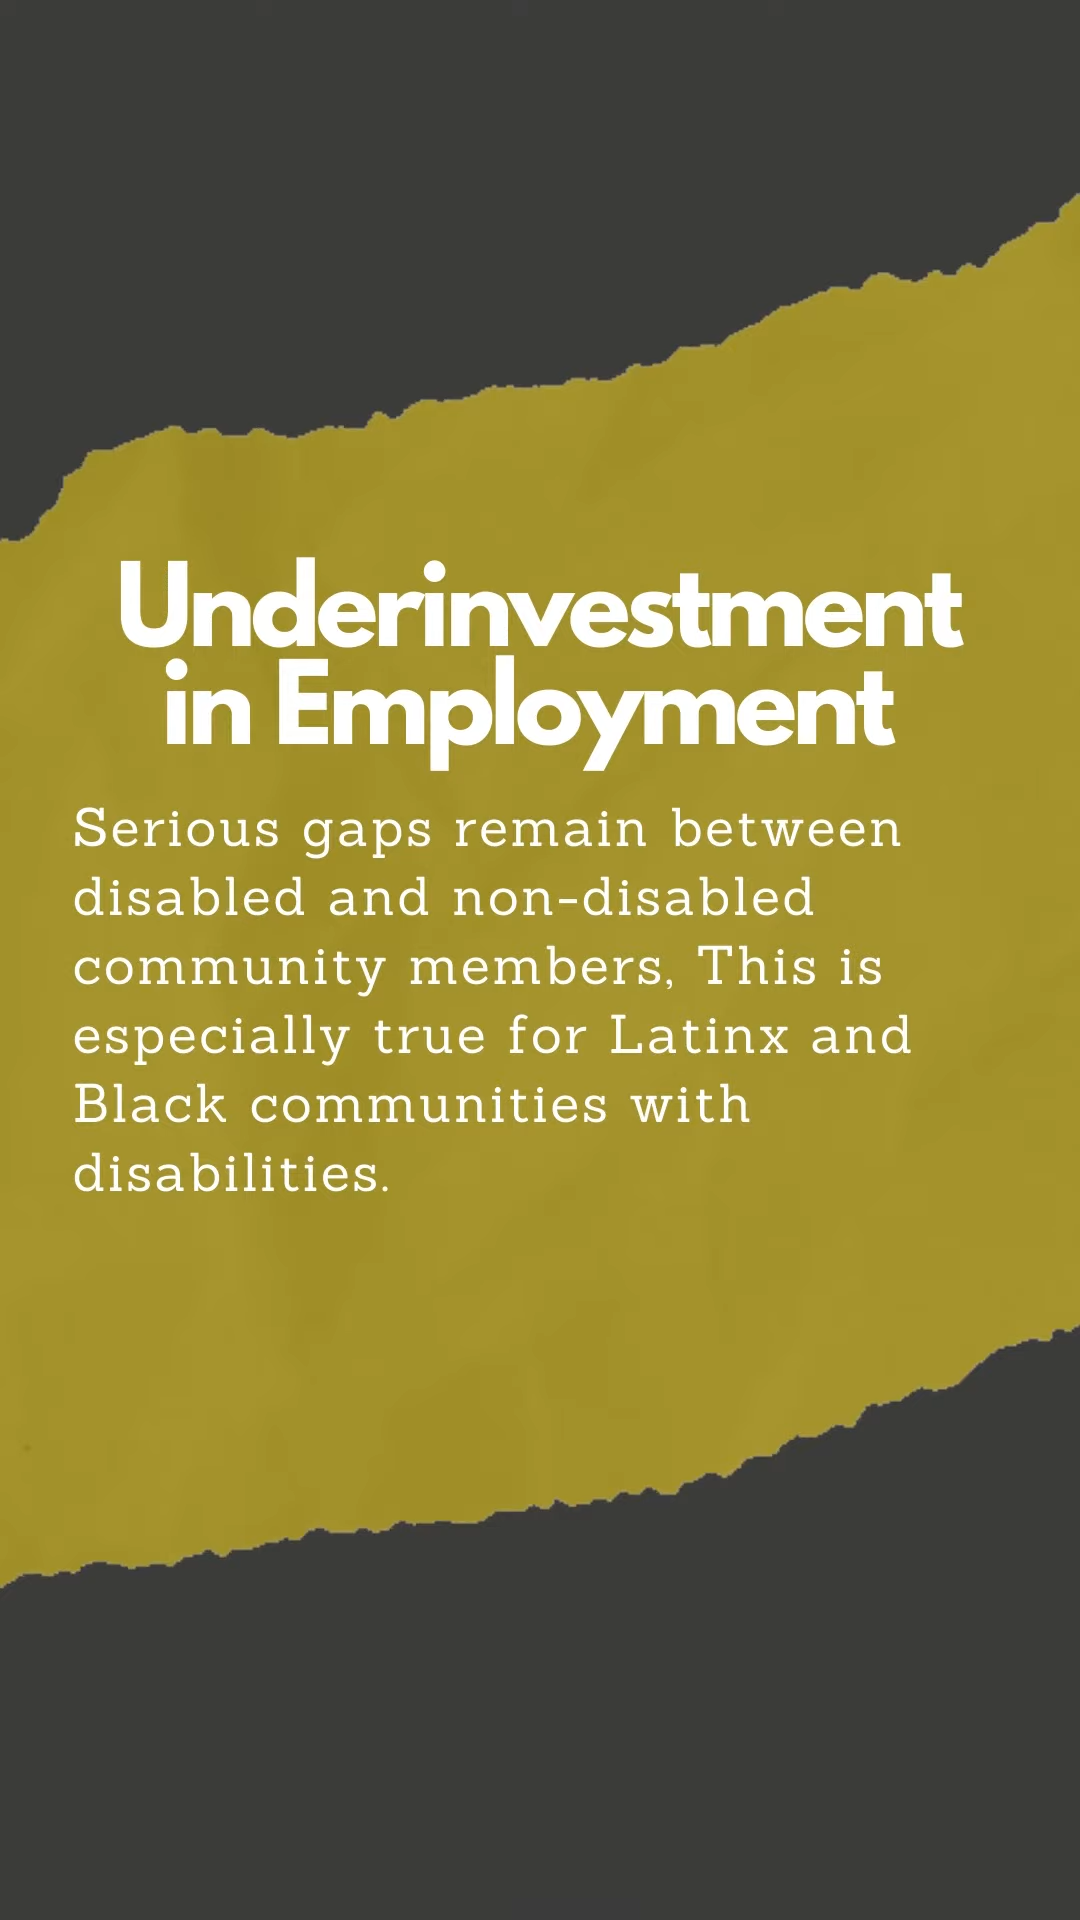 Underinvestment
in Employment
Serious gaps remain between
disabled and non-disabled
community members, This is
especially true for Latinx and
Black communities with
disabilities.